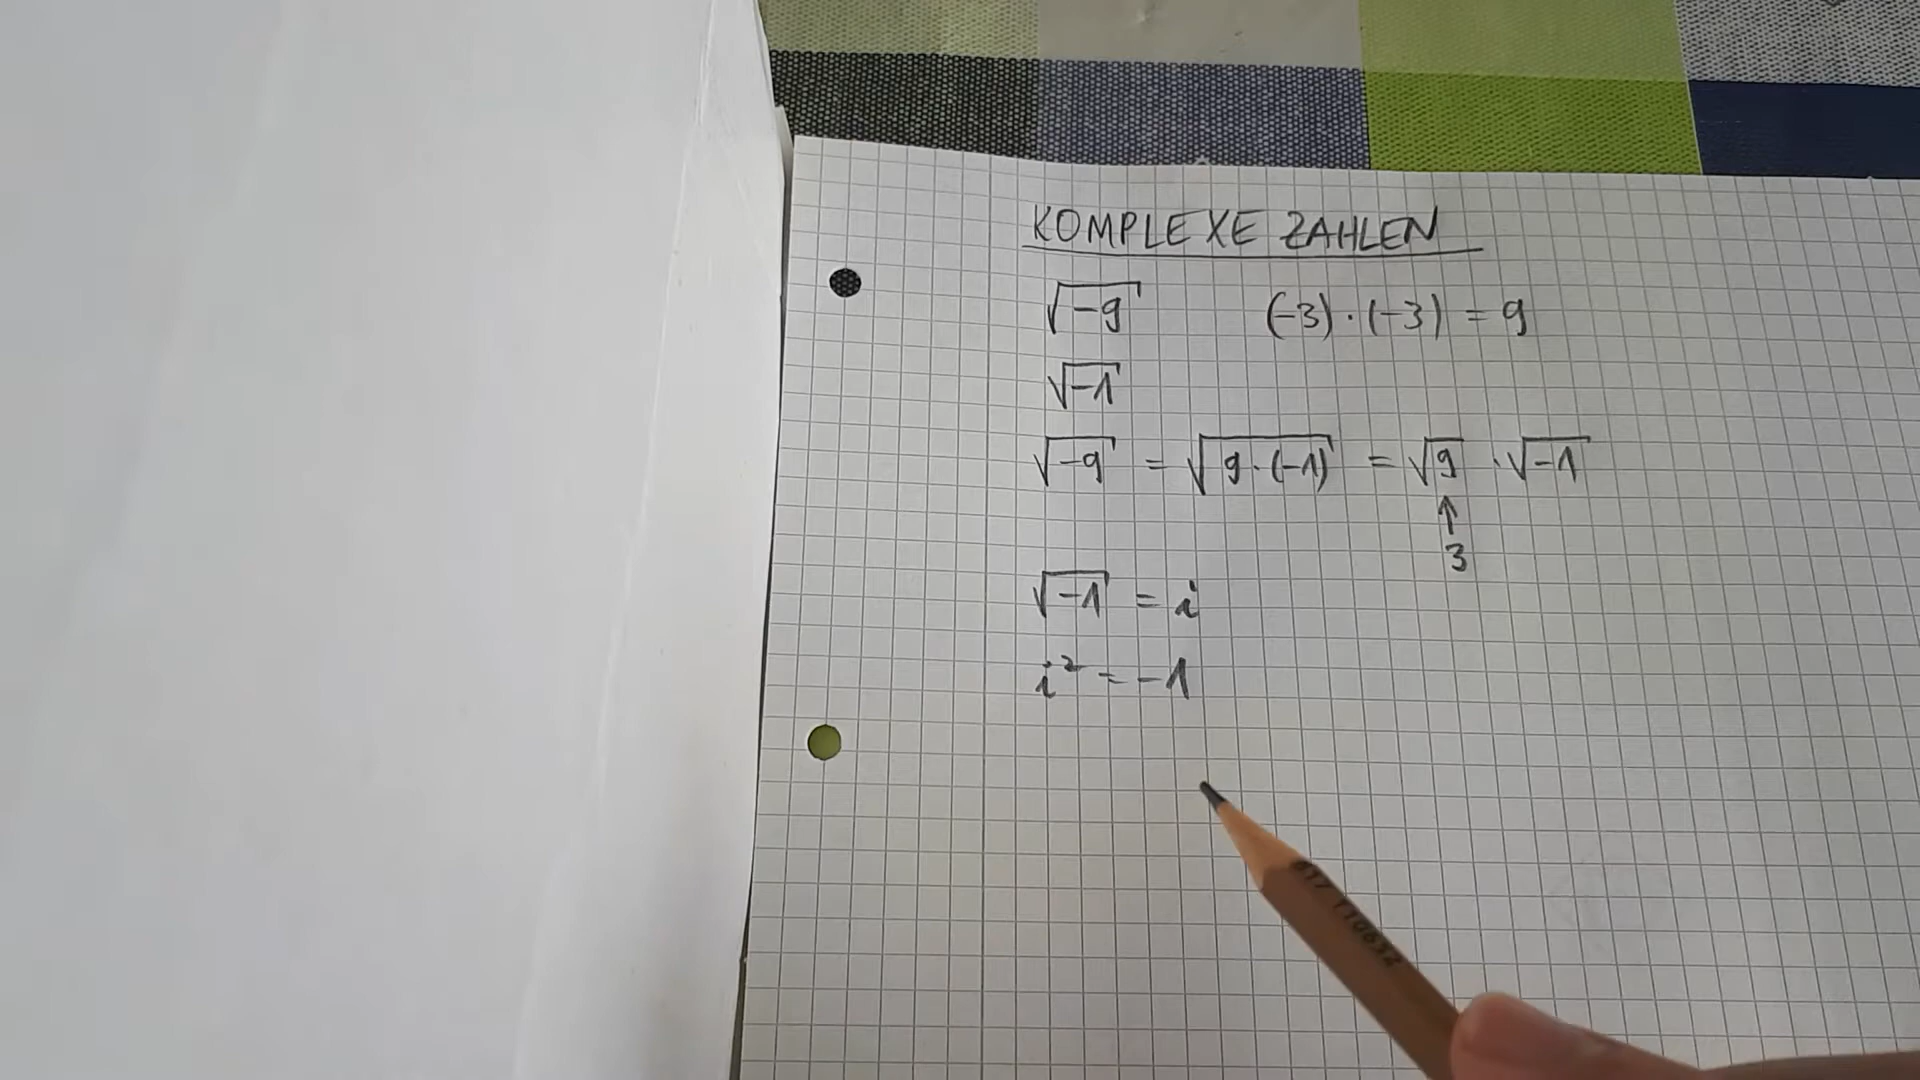 KOMPLEXE ZAHLEN
√-9 (-3)·(-3) = 9
√-1
√-9 = √9·(-1) = √9 · √-1
↑
3
√-1 = i
i² = -1